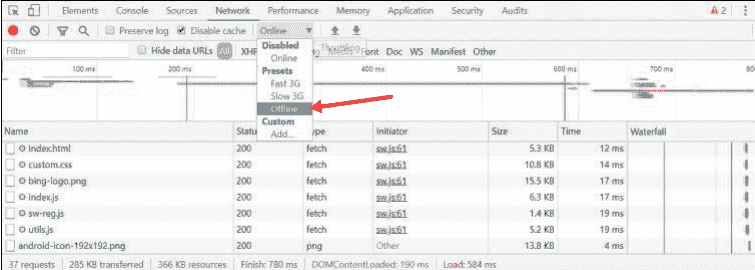 Elements Console Sources Network Performance Memory Application Security Audits 2
Preserve log Disable cache Online
Filter Hide data URLs All XHR Media Font Doc WS Manifest Other
Disabled
Online
Presets
Fast 3G
Slow 3G
Offline
Custom
Add...
100 ms 200 ms 400 ms 500 ms 600 ms 700 ms
Name Status Type Initiator Size Time Waterfall
index.html 200 fetch sw.js:61 5.3 KB 12 ms
custom.css 200 fetch sw.js:61 10.8 KB 14 ms
bing-logo.png 200 fetch sw.js:61 15.5 KB 17 ms
index.js 200 fetch sw.js:61 6.3 KB 17 ms
sw-reg.js 200 fetch sw.js:61 1.4 KB 19 ms
utils.js 200 fetch sw.js:61 5.2 KB 19 ms
android-icon-192x192.png 200 png Other 13.8 KB 4 ms
37 requests 285 KB transferred 366 KB resources Finish: 780 ms DOMContentLoaded: 190 ms Load: 584 ms